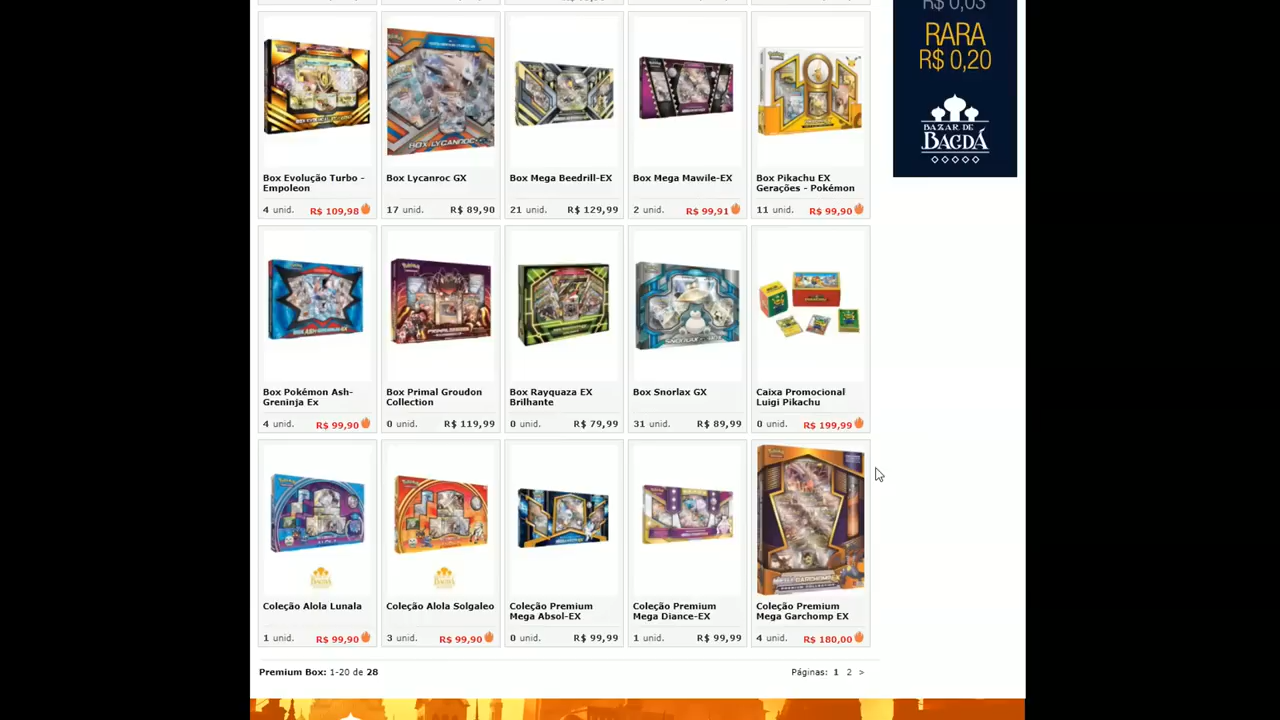 R$ 0,03
RARA
R$ 0,20
BAZAR DE
BAGDÁ
BOX LYCANROC GX
Box Evolução Turbo -
Empoleon
4 unid. R$ 109,98
Box Lycanroc GX
17 unid. R$ 89,90
Box Mega Beedrill-EX
21 unid. R$ 129,99
Box Mega Mawile-EX
2 unid. R$ 99,91
Box Pikachu EX
Gerações - Pokémon
11 unid. R$ 99,90
Box Pokémon Ash-
Greninja Ex
4 unid. R$ 99,90
Box Primal Groudon
Collection
0 unid. R$ 119,99
Box Rayquaza EX
Brilhante
0 unid. R$ 79,99
Box Snorlax GX
31 unid. R$ 89,99
Caixa Promocional
Luigi Pikachu
0 unid. R$ 199,99
BAGDÁ
Coleção Alola Lunala
1 unid. R$ 99,90
BAGDÁ
Coleção Alola Solgaleo
3 unid. R$ 99,90
Coleção Premium
Mega Absol-EX
0 unid. R$ 99,99
Coleção Premium
Mega Diance-EX
1 unid. R$ 99,99
Coleção Premium
Mega Garchomp EX
4 unid. R$ 180,00
Premium Box: 1-20 de 28
Páginas: 1 2 >